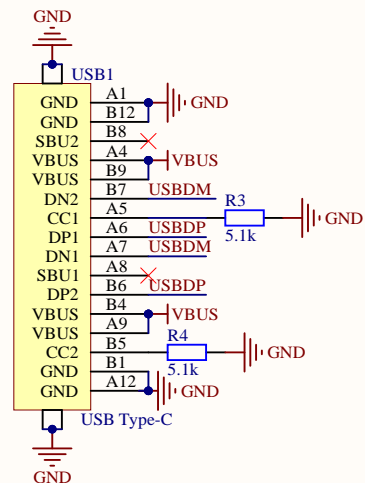 GND
USB1
GND A1 GND
GND B12
SBU2 B8
VBUS A4 VBUS
VBUS B9
DN2 B7 USBDM R3
CC1 A5 GND
DP1 A6 USBDP 5.1k
DN1 A7 USBDM
SBU1 A8
DP2 B6 USBDP
VBUS B4 VBUS
VBUS A9 R4
CC2 B5 GND
GND B1 5.1k
GND A12 GND
USB Type-C
GND